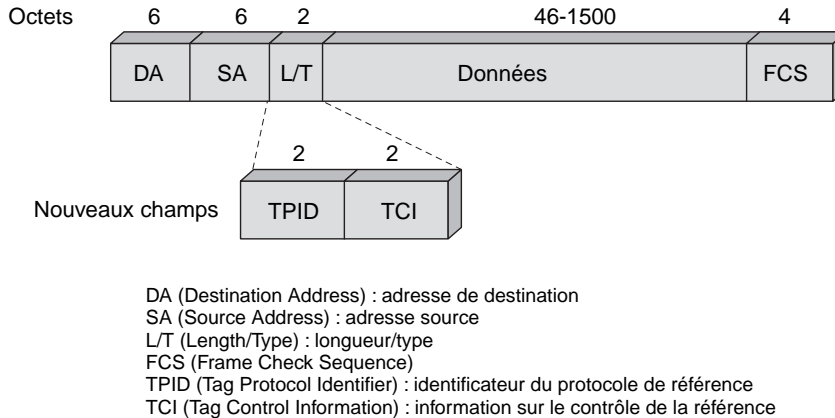 Octets 6 6 2 46-1500 4
DA SA L/T Données FCS
2 2
Nouveaux champs TPID TCI
DA (Destination Address) : adresse de destination
SA (Source Address) : adresse source
L/T (Length/Type) : longueur/type
FCS (Frame Check Sequence)
TPID (Tag Protocol Identifier) : identificateur du protocole de référence
TCI (Tag Control Information) : information sur le contrôle de la référence